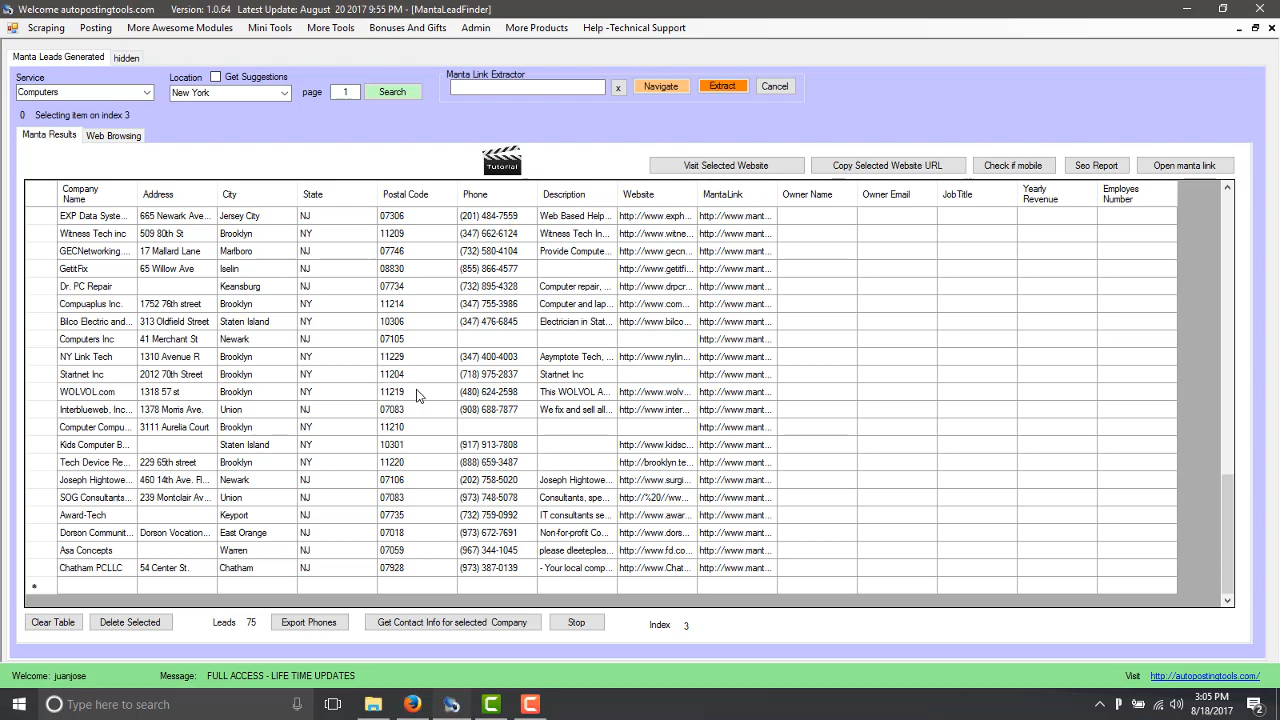 Welcome autopostingtools.com Version: 1.0.64 Latest Update: August 20 2017 9:55 PM - [MantaLeadFinder]
Scraping Posting More Awesome Modules Mini Tools More Tools Bonuses And Gifts Admin More Products Help -Technical Support
Manta Leads Generated hidden
Service Location Get Suggestions Manta Link Extractor
Computers New York page 1 Search x Navigate Extract Cancel
0 Selecting item on index 3
Manta Results Web Browsing
Tutorial Visit Selected Website Copy Selected Website URL Check if mobile Seo Report Open manta link
Company Name Address City State Postal Code Phone Description Website MantaLink Owner Name Owner Email JobTitle Yearly Revenue Employes Number
EXP Data Syste... 665 Newark Ave... Jersey City NJ 07306 (201) 484-7559 Web Based Help... http://www.exph... http://www.mant...
Witness Tech inc 509 80th St Brooklyn NY 11209 (347) 662-6124 Witness Tech In... http://www.witne... http://www.mant...
GECNetworking.... 17 Mallard Lane Marlboro NJ 07746 (732) 580-4104 Provide Compute... http://www.gecn... http://www.mant...
GetitFix 65 Willow Ave Iselin NJ 08830 (855) 866-4577 http://www.getifi... http://www.mant...
Dr. PC Repair Keansburg NJ 07734 (732) 895-4328 Computer repair, ... http://www.drpcr... http://www.mant...
Compuaplus Inc. 1752 76th street Brooklyn NY 11214 (347) 755-3986 Computer and lap... http://www.com... http://www.mant...
Bilco Electric and... 313 Oldfield Street Staten Island NY 10306 (347) 476-6845 Electrician in Stat... http://www.bilco... http://www.mant...
Computers Inc 41 Merchant St Newark NJ 07105 http://www.mant...
NY Link Tech 1310 Avenue R Brooklyn NY 11229 (347) 400-4003 Asymptote Tech, ... http://www.nylin... http://www.mant...
Startnet Inc 2012 70th Street Brooklyn NY 11204 (718) 975-2837 Startnet Inc http://www.mant...
WOLVOL.com 1318 57 st Brooklyn NY 11219 (480) 624-2598 This WOLVOL A... http://www.wolv... http://www.mant...
Interblueweb, Inc... 1378 Morris Ave. Union NJ 07083 (908) 688-7877 We fix and sell all... http://www.inter... http://www.mant...
Computer Compu... 3111 Aurelia Court Brooklyn NY 11210 http://www.mant...
Kids Computer B... Staten Island NY 10301 (917) 913-7808 http://www.kidsc... http://www.mant...
Tech Device Re... 229 65th street Brooklyn NY 11220 (888) 659-3487 http://brooklyn.te... http://www.mant...
Joseph Hightowe... 460 14th Ave. Fl... Newark NJ 07106 (202) 758-5020 Joseph Hightowe... http://www.surgi... http://www.mant...
SOG Consultants... 239 Montclair Av... Union NJ 07083 (973) 748-5078 Consultants, spe... http://%20//ww... http://www.mant...
Award-Tech Keyport NJ 07735 (732) 759-0992 IT consultants se... http://www.awar... http://www.mant...
Dorson Communit... Dorson Vocation... East Orange NJ 07018 (973) 672-7691 Non-for-profit Co... http://www.dors... http://www.mant...
Asa Concepts Warren NJ 07059 (967) 344-1045 please dleeteplea... http://www.fd.co... http://www.mant...
Chatham PCLLC 54 Center St. Chatham NJ 07928 (973) 387-0139 - Your local comp... http://www.Chat... http://www.mant...
Clear Table Delete Selected Leads 75 Export Phones Get Contact Info for selected Company Stop Index 3
Welcome: juanjose Message: FULL ACCESS - LIFE TIME UPDATES Visit http://autopostingtools.com/
Type here to search 3:05 PM
8/18/2017 2